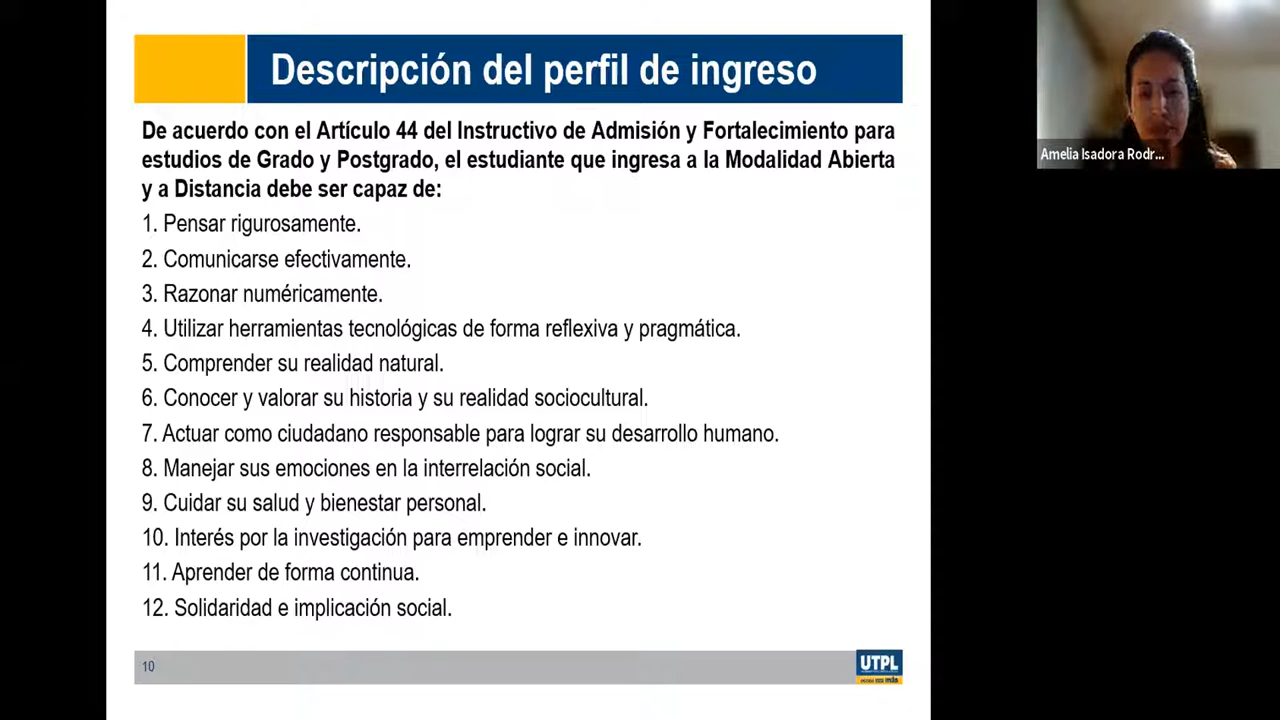 Descripción del perfil de ingreso
De acuerdo con el Artículo 44 del Instructivo de Admisión y Fortalecimiento para
estudios de Grado y Postgrado, el estudiante que ingresa a la Modalidad Abierta
y a Distancia debe ser capaz de:
1. Pensar rigurosamente.
2. Comunicarse efectivamente.
3. Razonar numéricamente.
4. Utilizar herramientas tecnológicas de forma reflexiva y pragmática.
5. Comprender su realidad natural.
6. Conocer y valorar su historia y su realidad sociocultural.
7. Actuar como ciudadano responsable para lograr su desarrollo humano.
8. Manejar sus emociones en la interrelación social.
9. Cuidar su salud y bienestar personal.
10. Interés por la investigación para emprender e innovar.
11. Aprender de forma continua.
12. Solidaridad e implicación social.
10
UTPL
Amelia Isadora Rodr...